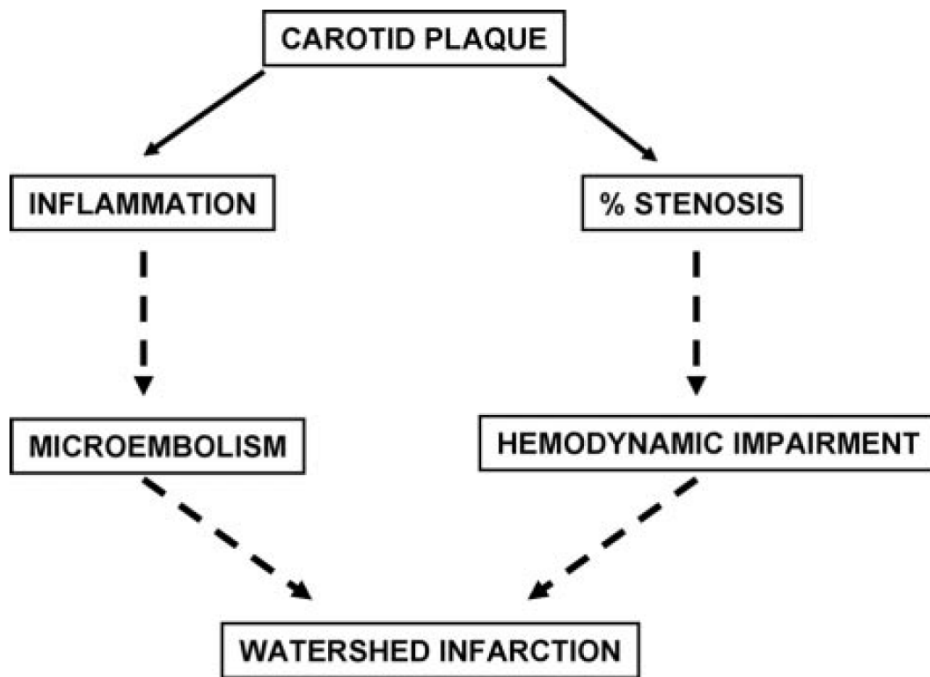 CAROTID PLAQUE
INFLAMMATION
% STENOSIS
MICROEMBOLISM
HEMODYNAMIC IMPAIRMENT
WATERSHED INFARCTION